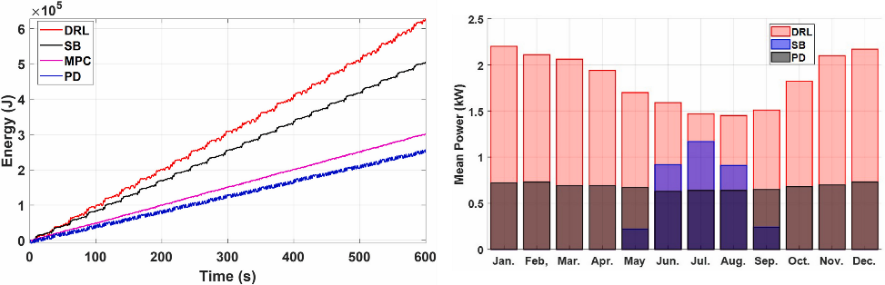 ×10⁵
6
5
4
3
2
1
0
Energy (J)
DRL
SB
MPC
PD
0 100 200 300 400 500 600
Time (s)
2.5
2
1.5
1
0.5
0
Mean Power (kW)
DRL
SB
PD
Jan. Feb, Mar. Apr. May Jun. Jul. Aug. Sep. Oct. Nov. Dec.